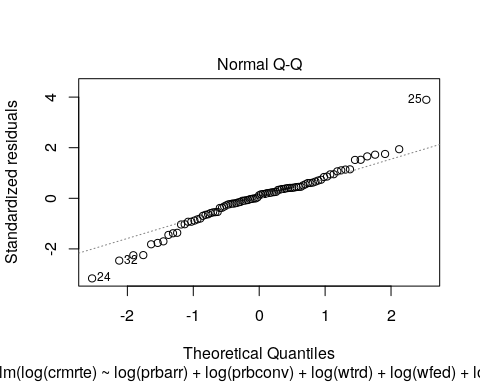 Normal Q-Q
Standardized residuals
4
2
0
-2
25
32
24
-2 -1 0 1 2
Theoretical Quantiles
lm(log(crmrte) ~ log(prbarr) + log(prbconv) + log(wtrd) + log(wfed) + lo